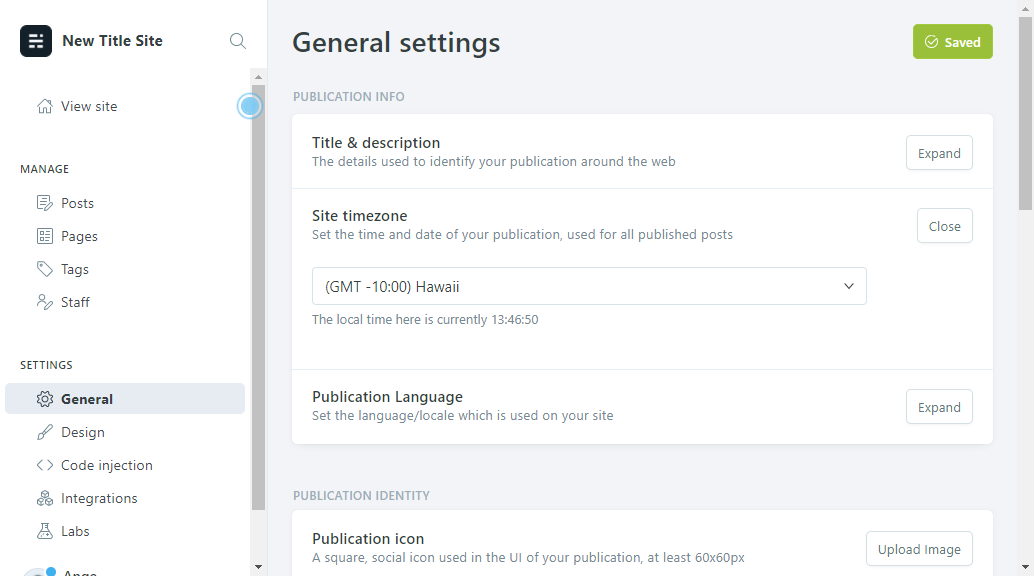 New Title Site
View site
MANAGE
Posts
Pages
Tags
Staff
SETTINGS
General
Design
Code injection
Integrations
Labs
General settings
Saved
PUBLICATION INFO
Title & description
The details used to identify your publication around the web
Expand
Site timezone
Set the time and date of your publication, used for all published posts
Close
(GMT -10:00) Hawaii
The local time here is currently 13:46:50
Publication Language
Set the language/locale which is used on your site
Expand
PUBLICATION IDENTITY
Publication icon
A square, social icon used in the UI of your publication, at least 60x60px
Upload Image